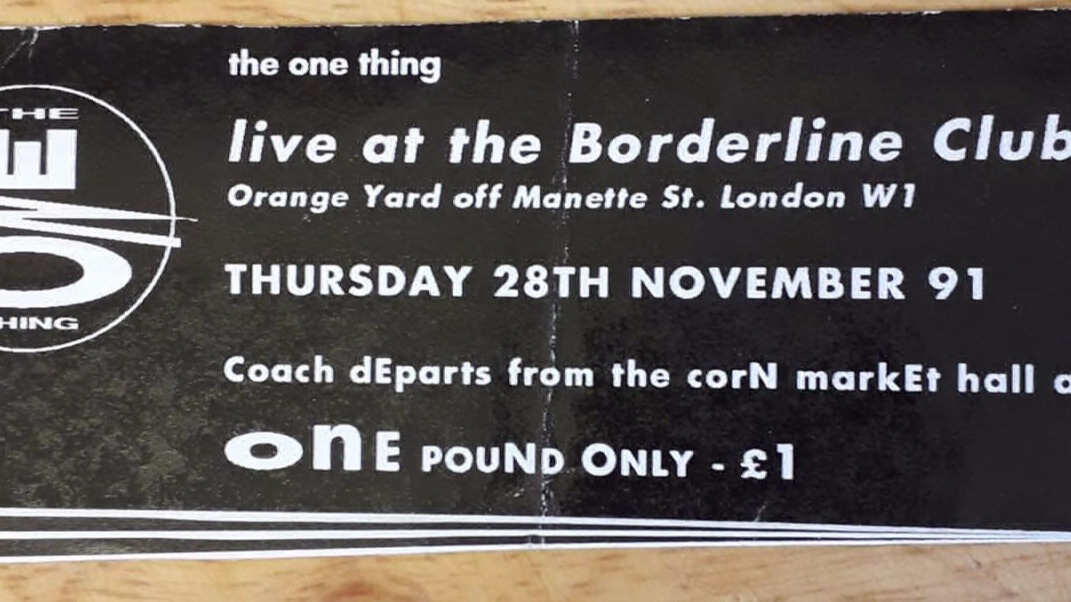 the one thing
live at the Borderline Club
Orange Yard off Manette St. London W1
THURSDAY 28TH NOVEMBER 91
Coach dEparts from the corN markEt hall
onE POUND ONLY - £1
THE
HING